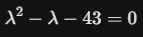 λ² − λ − 43 = 0